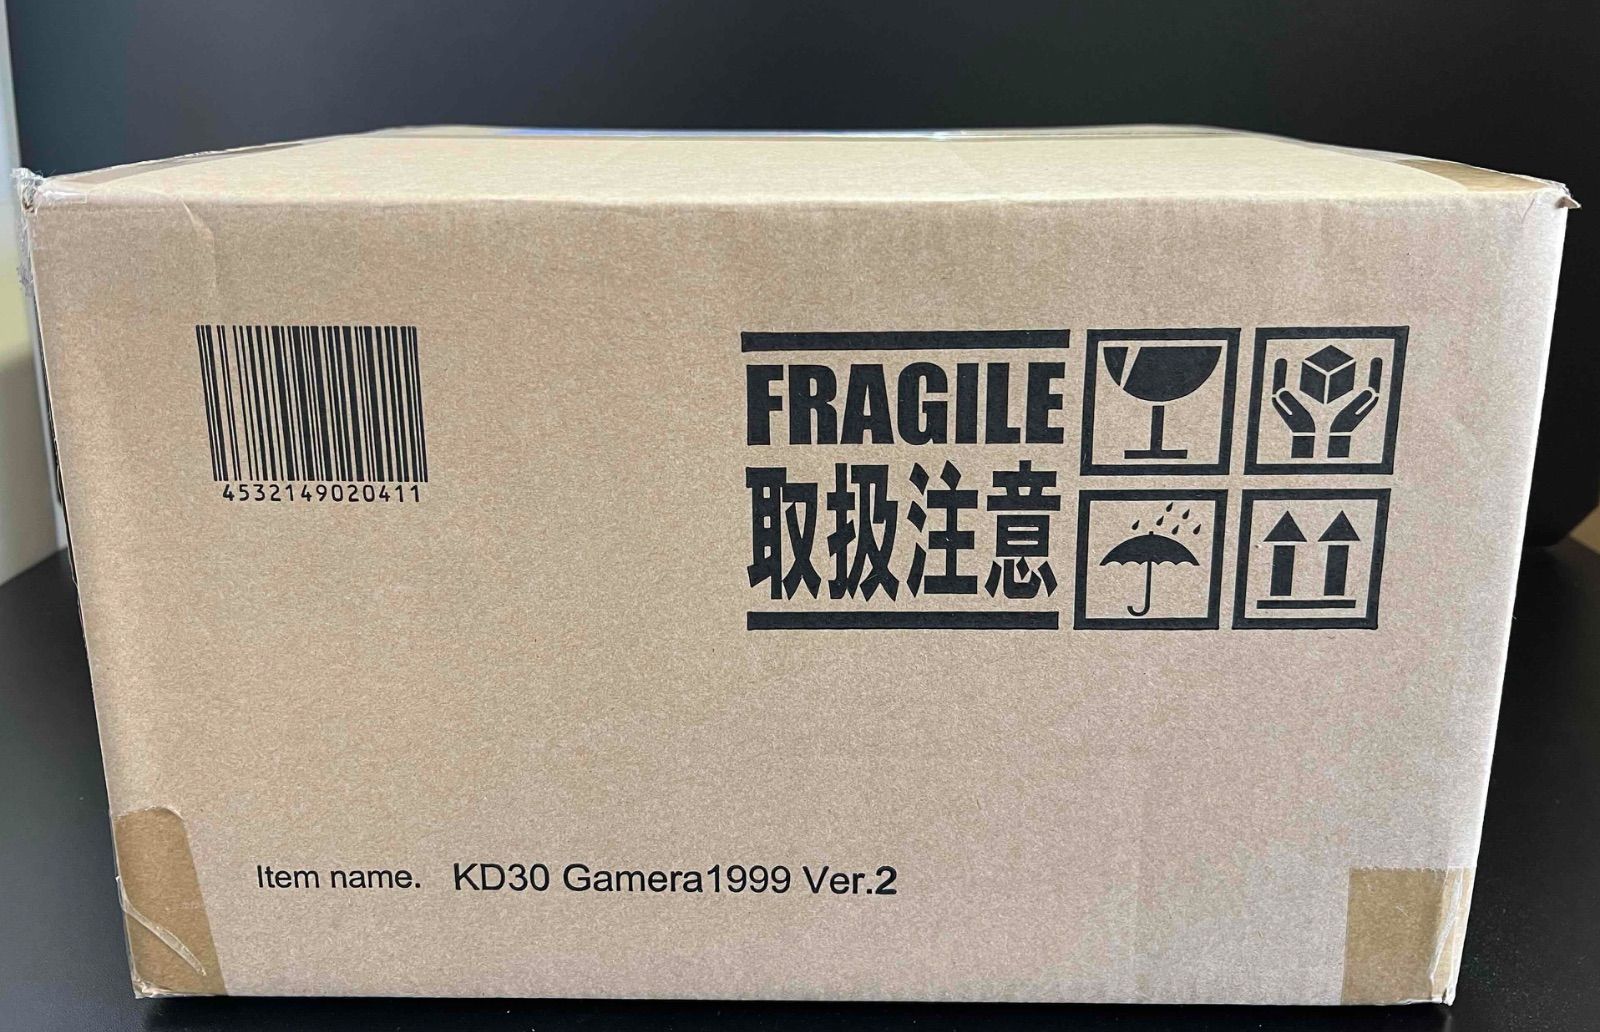 4532149020411
FRAGILE
取扱注意
Item name. KD30 Gamera1999 Ver.2